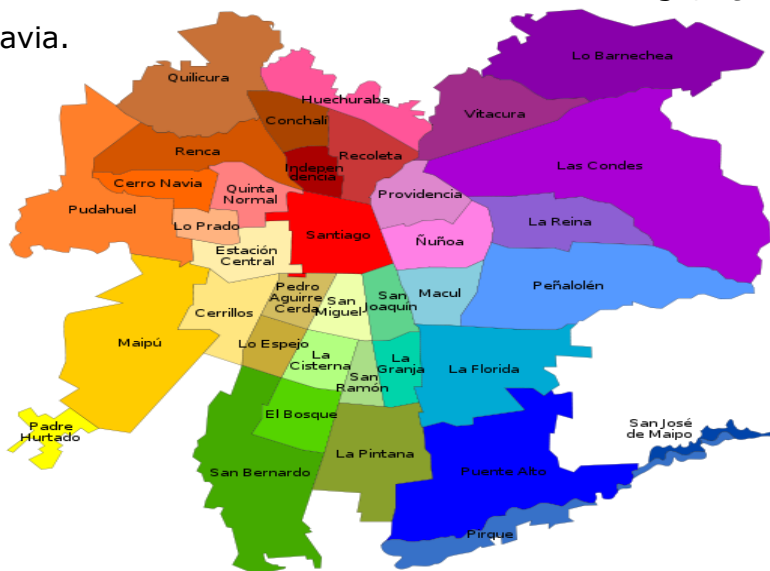 avia.
Lo Barnechea
Quilicura
Huechuraba
Vitacura
Conchalí
Renca
Recoleta
Indepen
dencia
Las Condes
Cerro Navia
Quinta
Normal
Providencia
Pudahuel
Lo Prado
La Reina
Santiago
Ñuñoa
Estación
Central
Peñalolén
Pedro
Aguirre
Cerda
San
Miguel
San
Joaquín
Macul
Cerrillos
Maipú
Lo Espejo
La
Cisterna
La
Granja
La Florida
San
Ramón
El Bosque
Padre
Hurtado
San José
de Maipo
La Pintana
San Bernardo
Puente Alto
Pirque